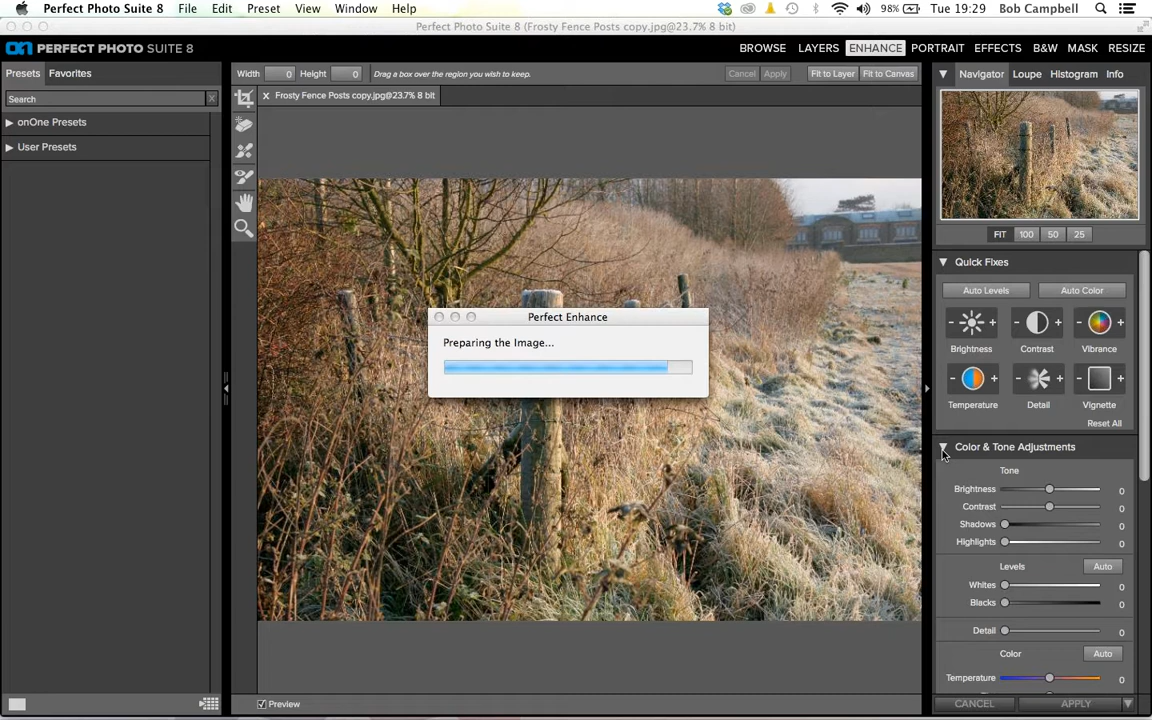 Perfect Photo Suite 8 File Edit Preset View Window Help 98% Tue 19:29 Bob Campbell
Perfect Photo Suite 8 (Frosty Fence Posts copy.jpg@23.7% 8 bit)
on PERFECT PHOTO SUITE 8 BROWSE LAYERS ENHANCE PORTRAIT EFFECTS B&W MASK RESIZE
Presets Favorites Width 0 Height 0 Drag a box over the region you wish to keep. Cancel Apply Fit to Layer Fit to Canvas Navigator Loupe Histogram Info
Search X × Frosty Fence Posts copy.jpg@23.7% 8 bit
onOne Presets
User Presets
FIT 100 50 25
Quick Fixes
Auto Levels Auto Color
- + - + - +
Brightness Contrast Vibrance
- + - + - +
Temperature Detail Vignette
Reset All
Perfect Enhance
Preparing the Image...
Color & Tone Adjustments
Tone
Brightness 0
Contrast 0
Shadows 0
Highlights 0
Levels Auto
Whites 0
Blacks 0
Detail 0
Color Auto
Temperature 0
Preview CANCEL APPLY